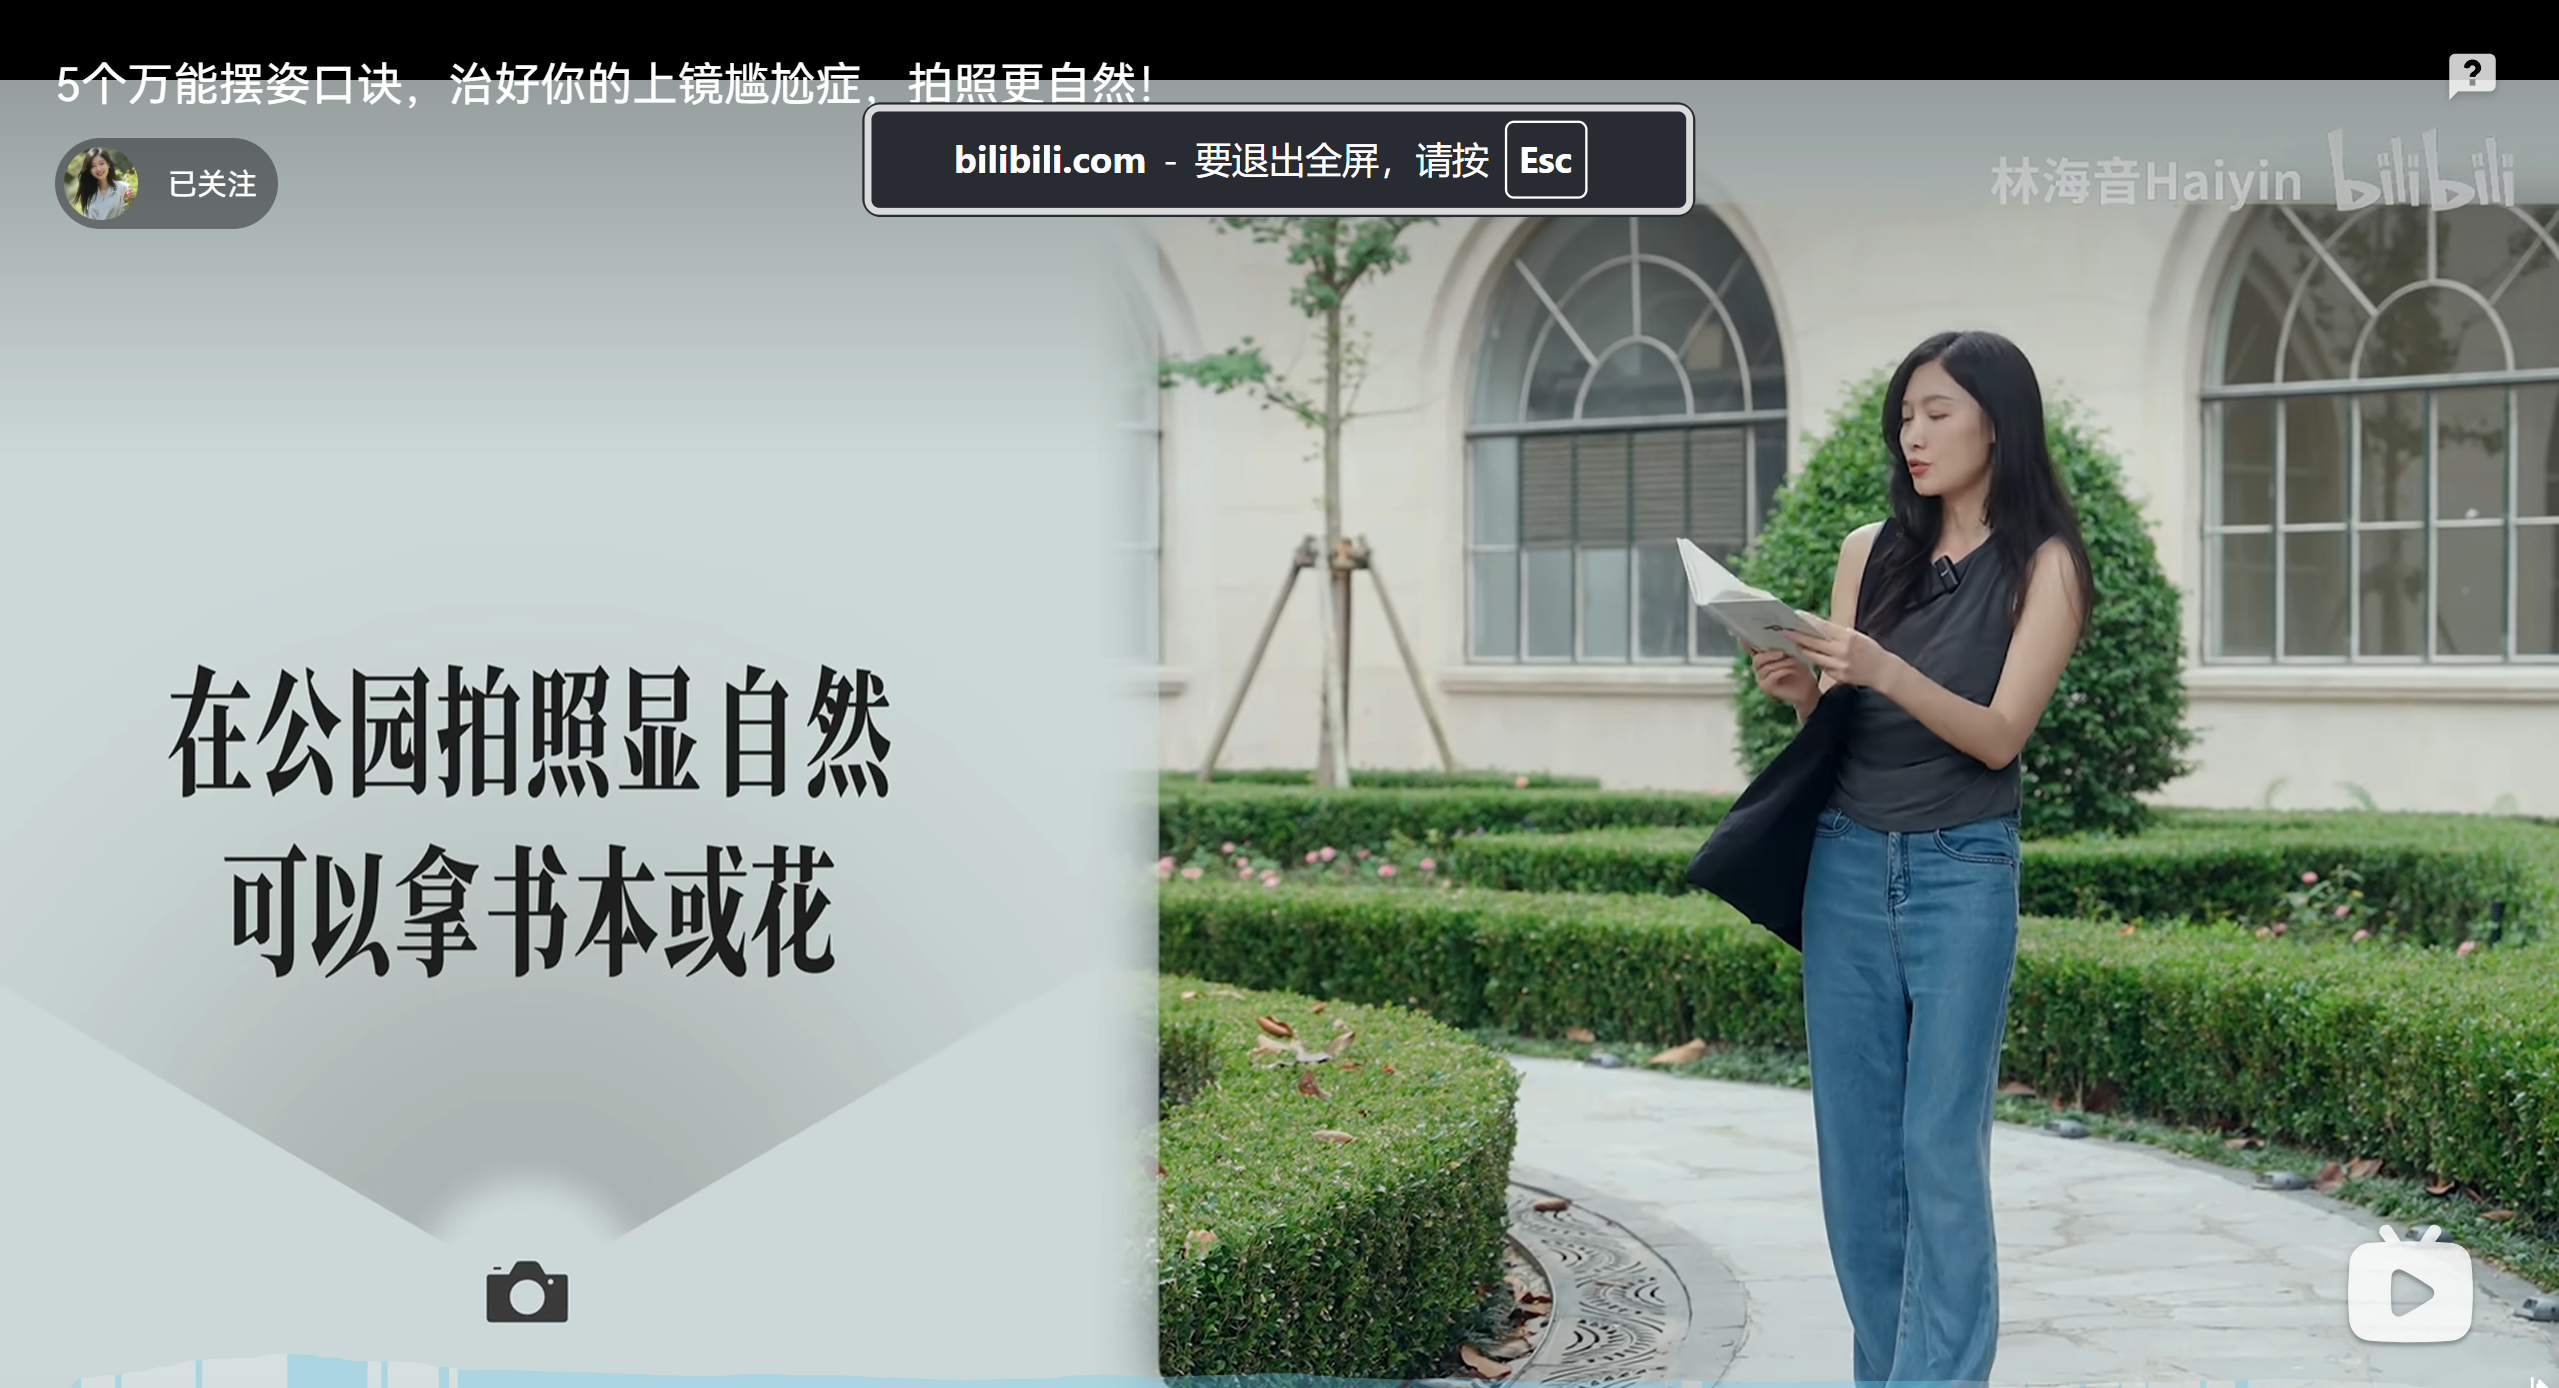 5个万能摆姿口诀，治好你的上镜尴尬症，拍照更自然！
已关注
bilibili.com - 要退出全屏，请按 Esc
林海音Haiyin bilibili
在公园拍照显自然
可以拿书本或花